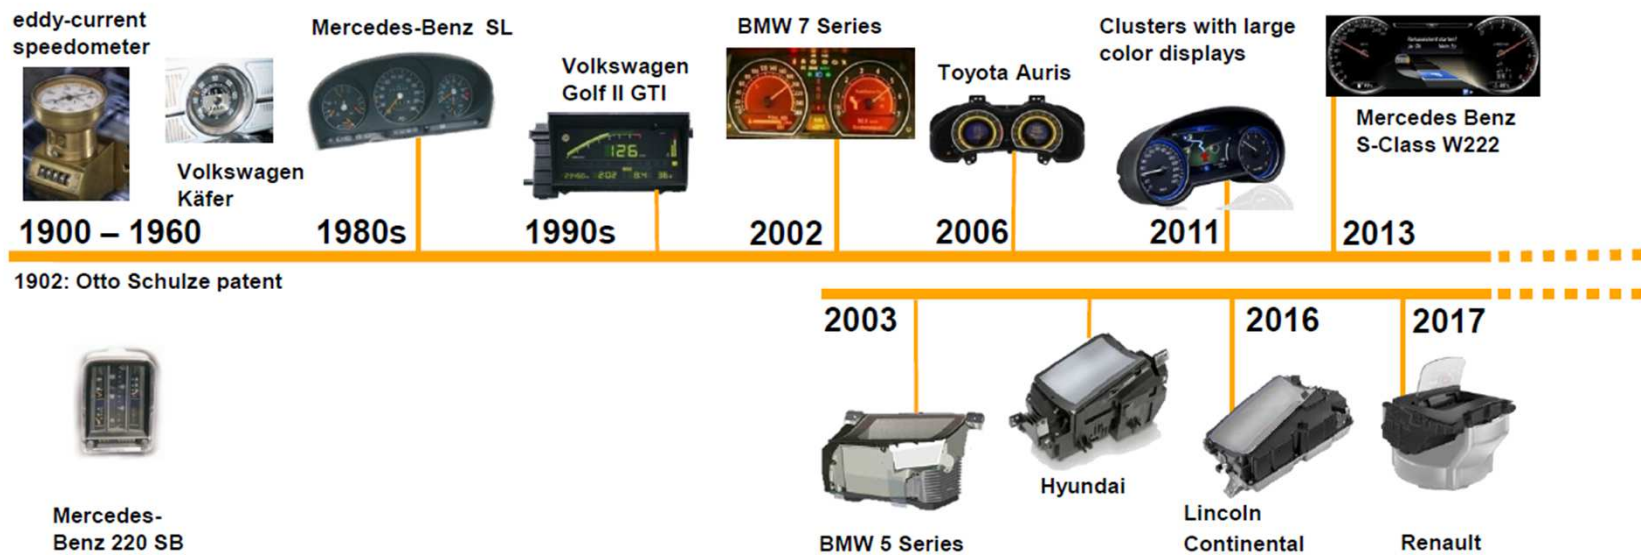 eddy-current
speedometer
Volkswagen
Käfer
Mercedes-Benz SL
Volkswagen
Golf II GTI
BMW 7 Series
Toyota Auris
Clusters with large
color displays
Mercedes Benz
S-Class W222
1900 – 1960
1980s
1990s
2002
2006
2011
2013
1902: Otto Schulze patent
2003
2016
2017
126
Mercedes-
Benz 220 SB
BMW 5 Series
Hyundai
Lincoln
Continental
Renault